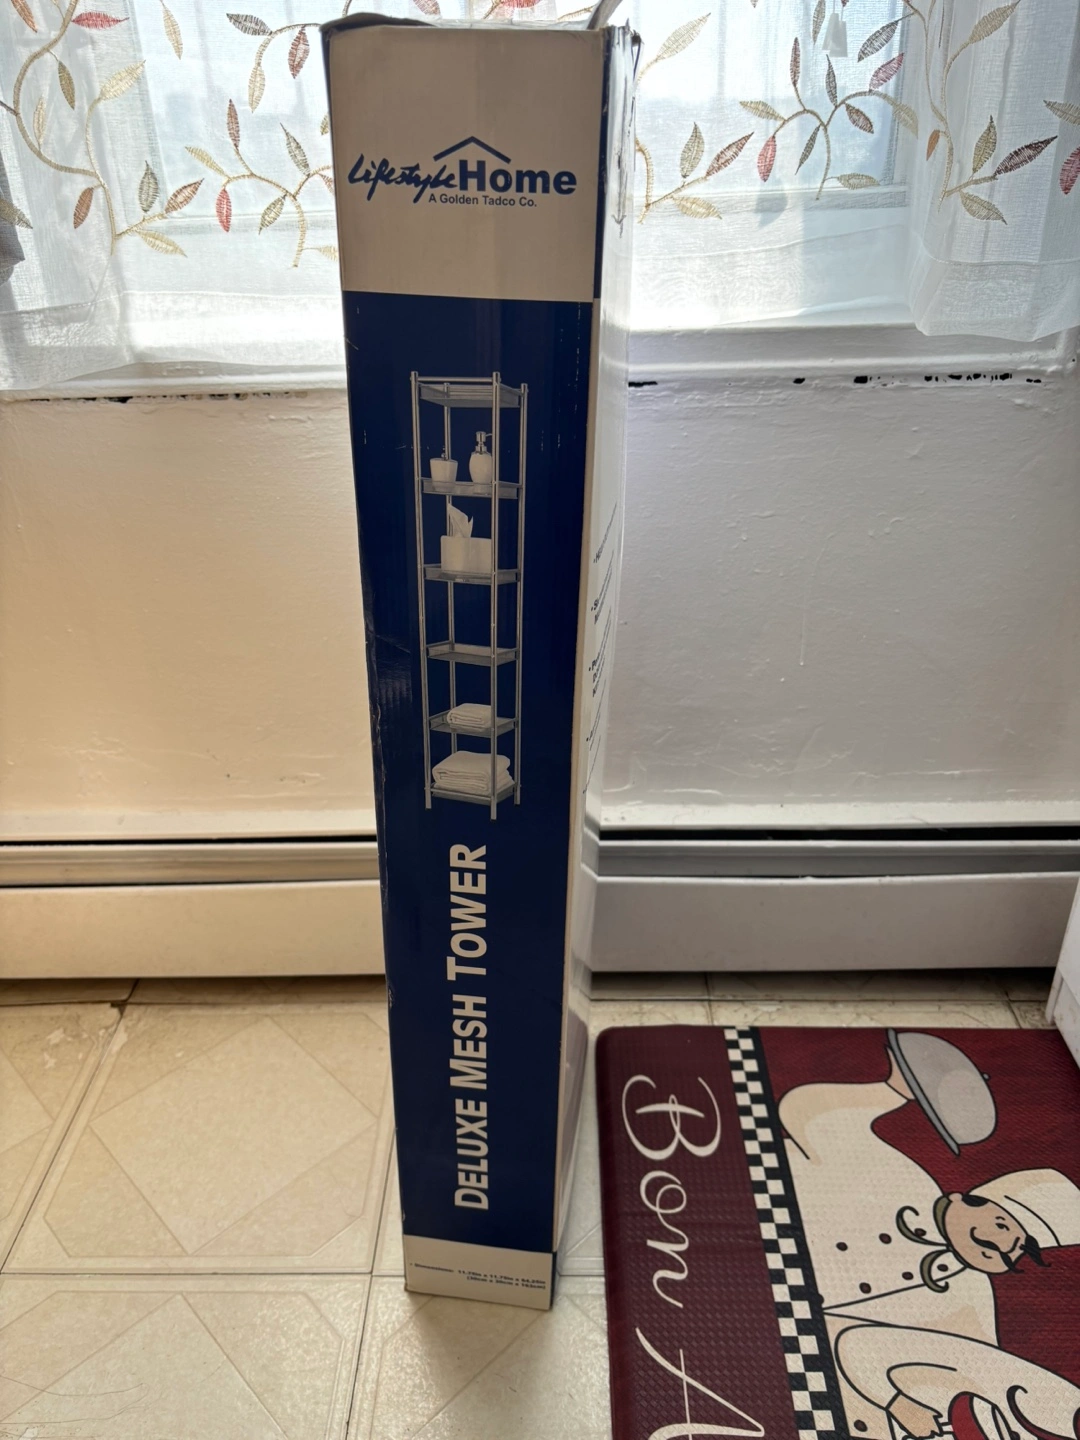 Lifestyle Home
A Golden Tadco Co.
DELUXE MESH TOWER
Bon A